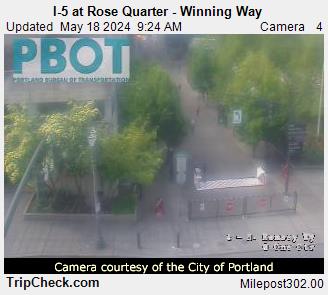 I-5 at Rose Quarter - Winning Way
Updated May 18 2024 9:24 AM Camera 4
PBOT
PORTLAND BUREAU OF TRANSPORTATION
Camera courtesy of the City of Portland
TripCheck.com Milepost302.00